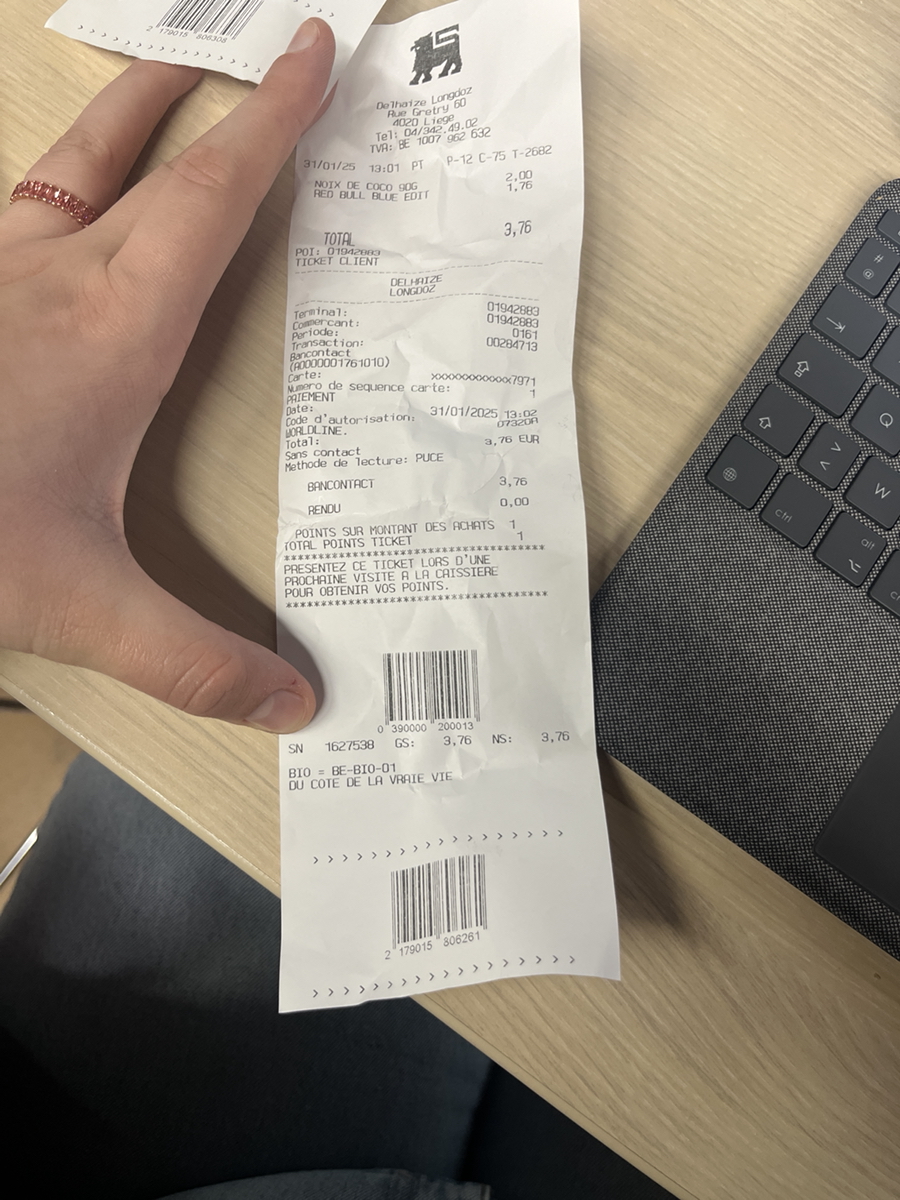 2 179015 806308
Delhaize Longdoz
Rue Gretry 60
4020 Liege
Tel: 04/342.49.02
TVA: BE 1007 962 632
31/01/25 13:01 PT P-12 C-75 T-2682
NOIX DE COCO 90G 2,00
RED BULL BLUE EDIT 1,76
TOTAL 3,76
POI: 01942883
TICKET CLIENT
DELHAIZE
LONGDOZ
Terminal: 01942883
Commercant: 01942883
Periode: 0161
Transaction: 00284713
Bancontact
(A0000001761010)
Carte: xxxxxxxxxxxx7971
Numero de sequence carte: 1
PAIEMENT
Date: 31/01/2025 13:02
Code d'autorisation: 07320A
WORLDLINE.
Total: 3,76 EUR
Sans contact
Methode de lecture: PUCE
BANCONTACT 3,76
RENDU 0,00
POINTS SUR MONTANT DES ACHATS 1
TOTAL POINTS TICKET 1
************************************
PRESENTEZ CE TICKET LORS D'UNE
PROCHAINE VISITE A LA CAISSIERE
POUR OBTENIR VOS POINTS.
************************************
0 390000 200013
SN 1627538 GS: 3,76 NS: 3,76
BIO = BE-BIO-01
DU COTE DE LA VRAIE VIE
> > > > > > > > > > > > > > >
2 179015 806261
> > > > > > > > > > > > > > > >
#
@
Q
>
<
W
ctrl
alt